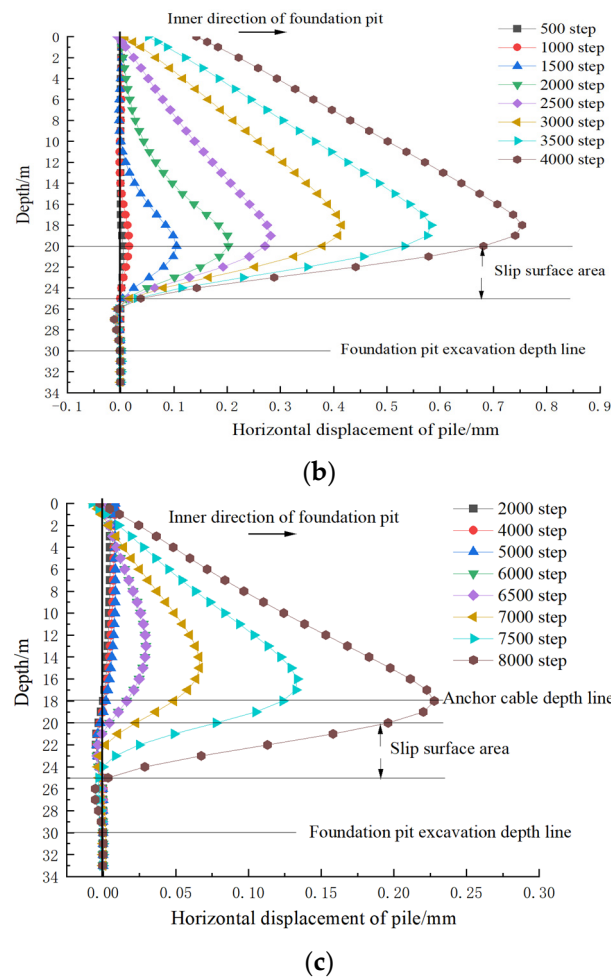 Inner direction of foundation pit
500 step
1000 step
1500 step
2000 step
2500 step
3000 step
3500 step
4000 step
Depth/m
0
2
4
6
8
10
12
14
16
18
20
22
24
26
28
30
32
34
Slip surface area
Foundation pit excavation depth line
-0.1 0.0 0.1 0.2 0.3 0.4 0.5 0.6 0.7 0.8 0.9
Horizontal displacement of pile/mm
(b)
Inner direction of foundation pit
2000 step
4000 step
5000 step
6000 step
6500 step
7000 step
7500 step
8000 step
Depth/m
0
2
4
6
8
10
12
14
16
18
20
22
24
26
28
30
32
34
Anchor cable depth line
Slip surface area
Foundation pit excavation depth line
0.00 0.05 0.10 0.15 0.20 0.25 0.30
Horizontal displacement of pile/mm
(c)